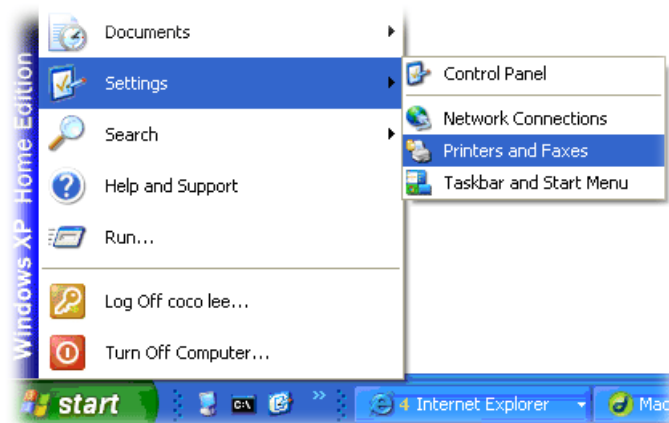 Documents
Settings
Search
Help and Support
Run...
Log Off coco lee...
Turn Off Computer...
Windows XP Home Edition
Control Panel
Network Connections
Printers and Faxes
Taskbar and Start Menu
start
C:\
»
4 Internet Explorer
Mac